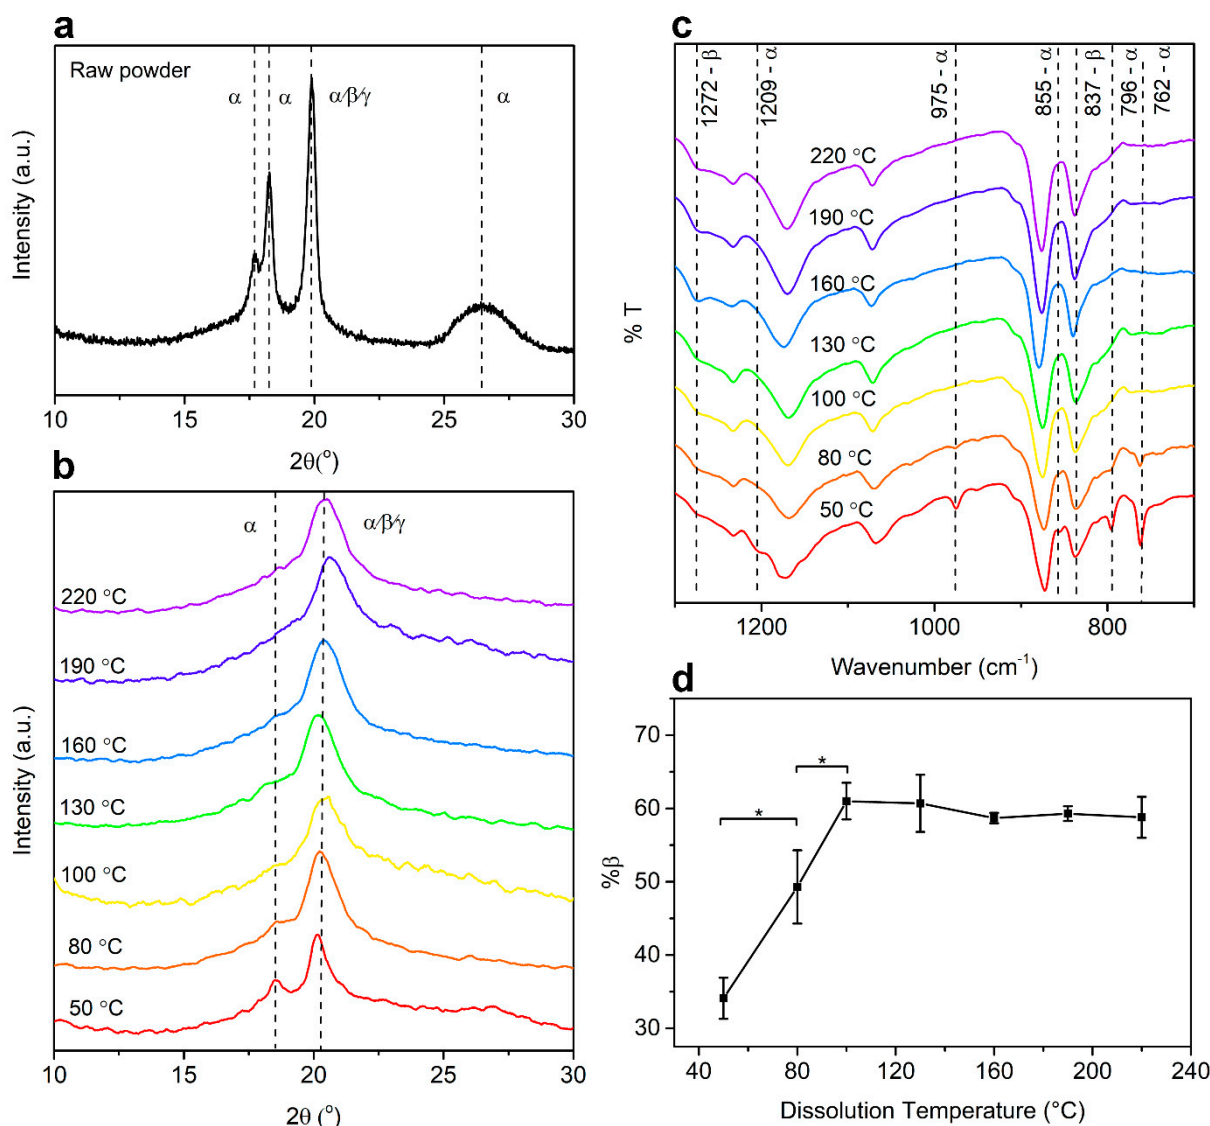 a
Raw powder
α
α
α/β/γ
α
Intensity (a.u.)
10
15
20
25
30
2θ(°)
b
α
α/β/γ
220 °C
190 °C
160 °C
130 °C
100 °C
80 °C
50 °C
Intensity (a.u.)
10
15
20
25
30
2θ (°)
c
1272 - β
1209 - α
975 - α
855 - α
837 - β
796 - α
762 - α
220 °C
190 °C
160 °C
130 °C
100 °C
80 °C
50 °C
% T
1200
1000
800
Wavenumber (cm⁻¹)
d
70
60
50
40
30
%β
*
*
40
80
120
160
200
240
Dissolution Temperature (°C)